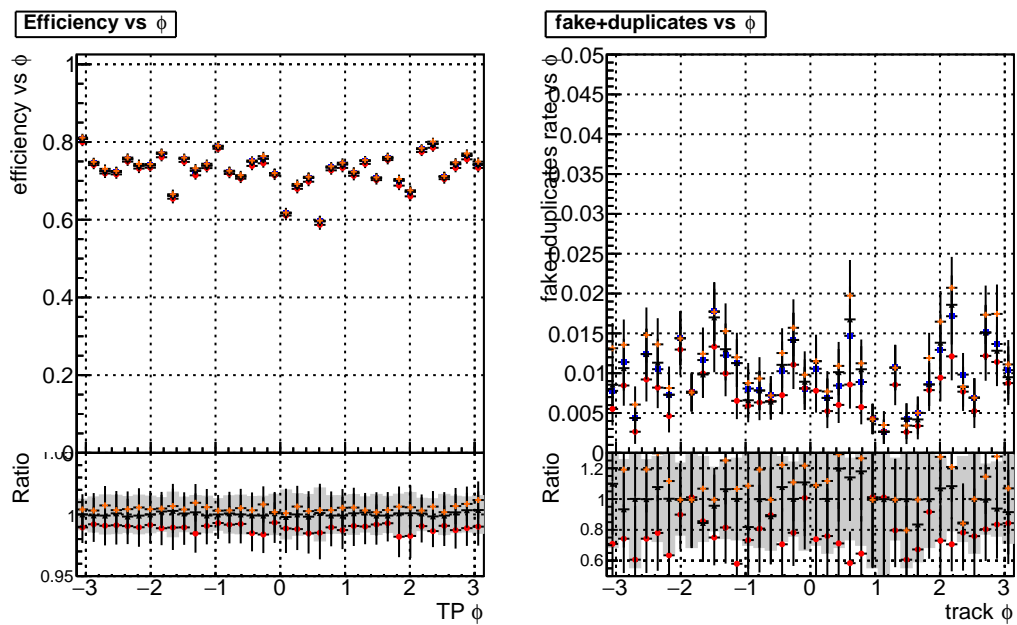 Efficiency vs ϕ
efficiency vs ϕ
1
0.8
0.6
0.4
0.2
0
Ratio
1
0.95
−3 −2 −1 0 1 2 3
TP ϕ
fake+duplicates vs ϕ
fake+duplicates rate vs ϕ
0.05
0.045
0.04
0.035
0.03
0.025
0.02
0.015
0.01
0.005
0
Ratio
1.2
1
0.8
0.6
−3 −2 −1 0 1 2 3
track ϕ